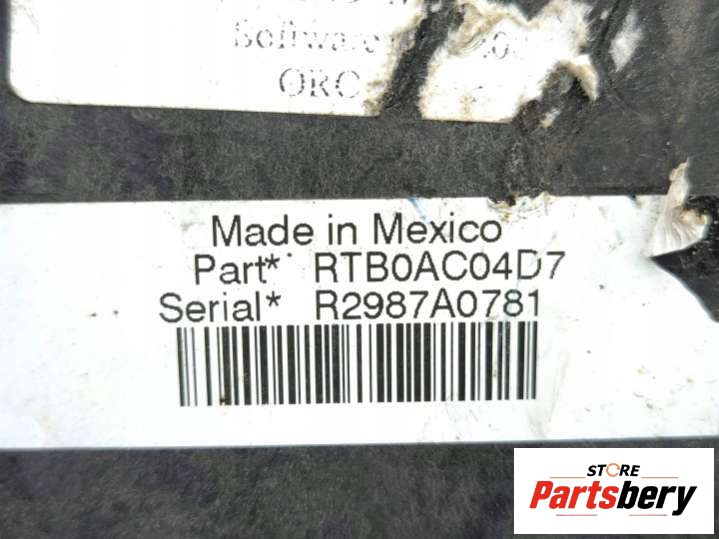 Software
ORC
Made in Mexico
Part* RTB0AC04D7
Serial* R2987A0781
STORE
Partsbery